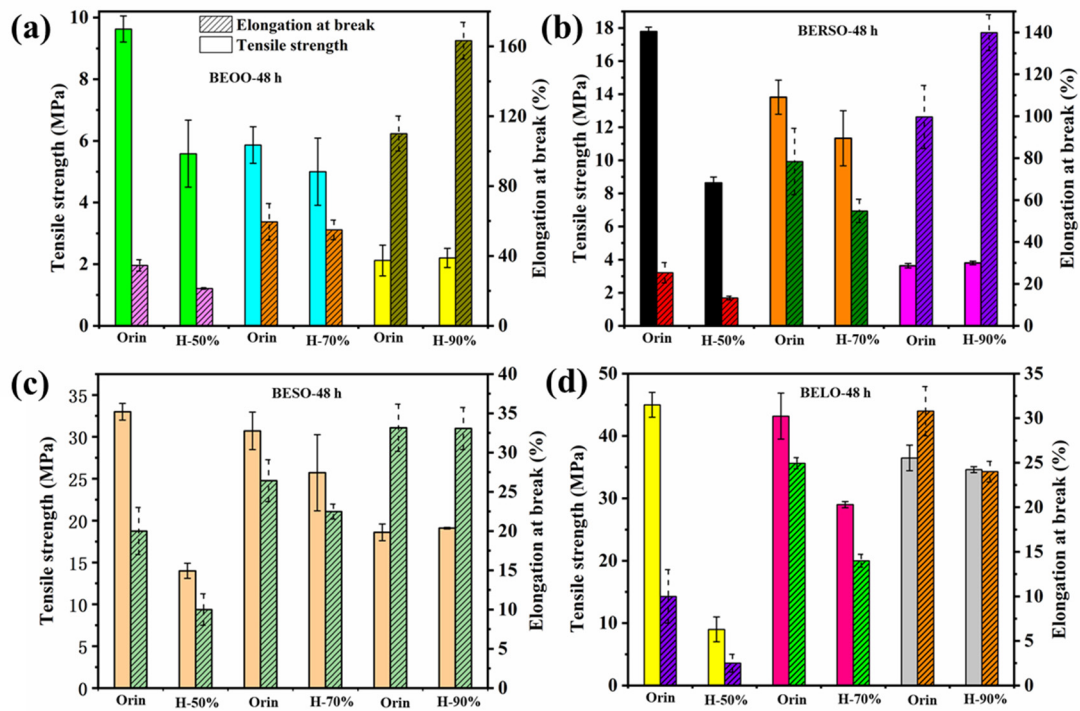 (a)
Elongation at break
Tensile strength
BEOO-48 h
Tensile strength (MPa)
10
8
6
4
2
0
Elongation at break (%)
160
120
80
40
0
Orin H-50% Orin H-70% Orin H-90%
(b)
BERSO-48 h
Tensile strength (MPa)
18
16
14
12
10
8
6
4
2
0
Elongation at break (%)
140
120
100
80
60
40
20
0
Orin H-50% Orin H-70% Orin H-90%
(c)
BESO-48 h
Tensile strength (MPa)
35
30
25
20
15
10
5
0
Elongation at break (%)
40
35
30
25
20
15
10
5
0
Orin H-50% Orin H-70% Orin H-90%
(d)
BELO-48 h
Tensile strength (MPa)
50
40
30
20
10
0
Elongation at break (%)
35
30
25
20
15
10
5
0
Orin H-50% Orin H-70% Orin H-90%